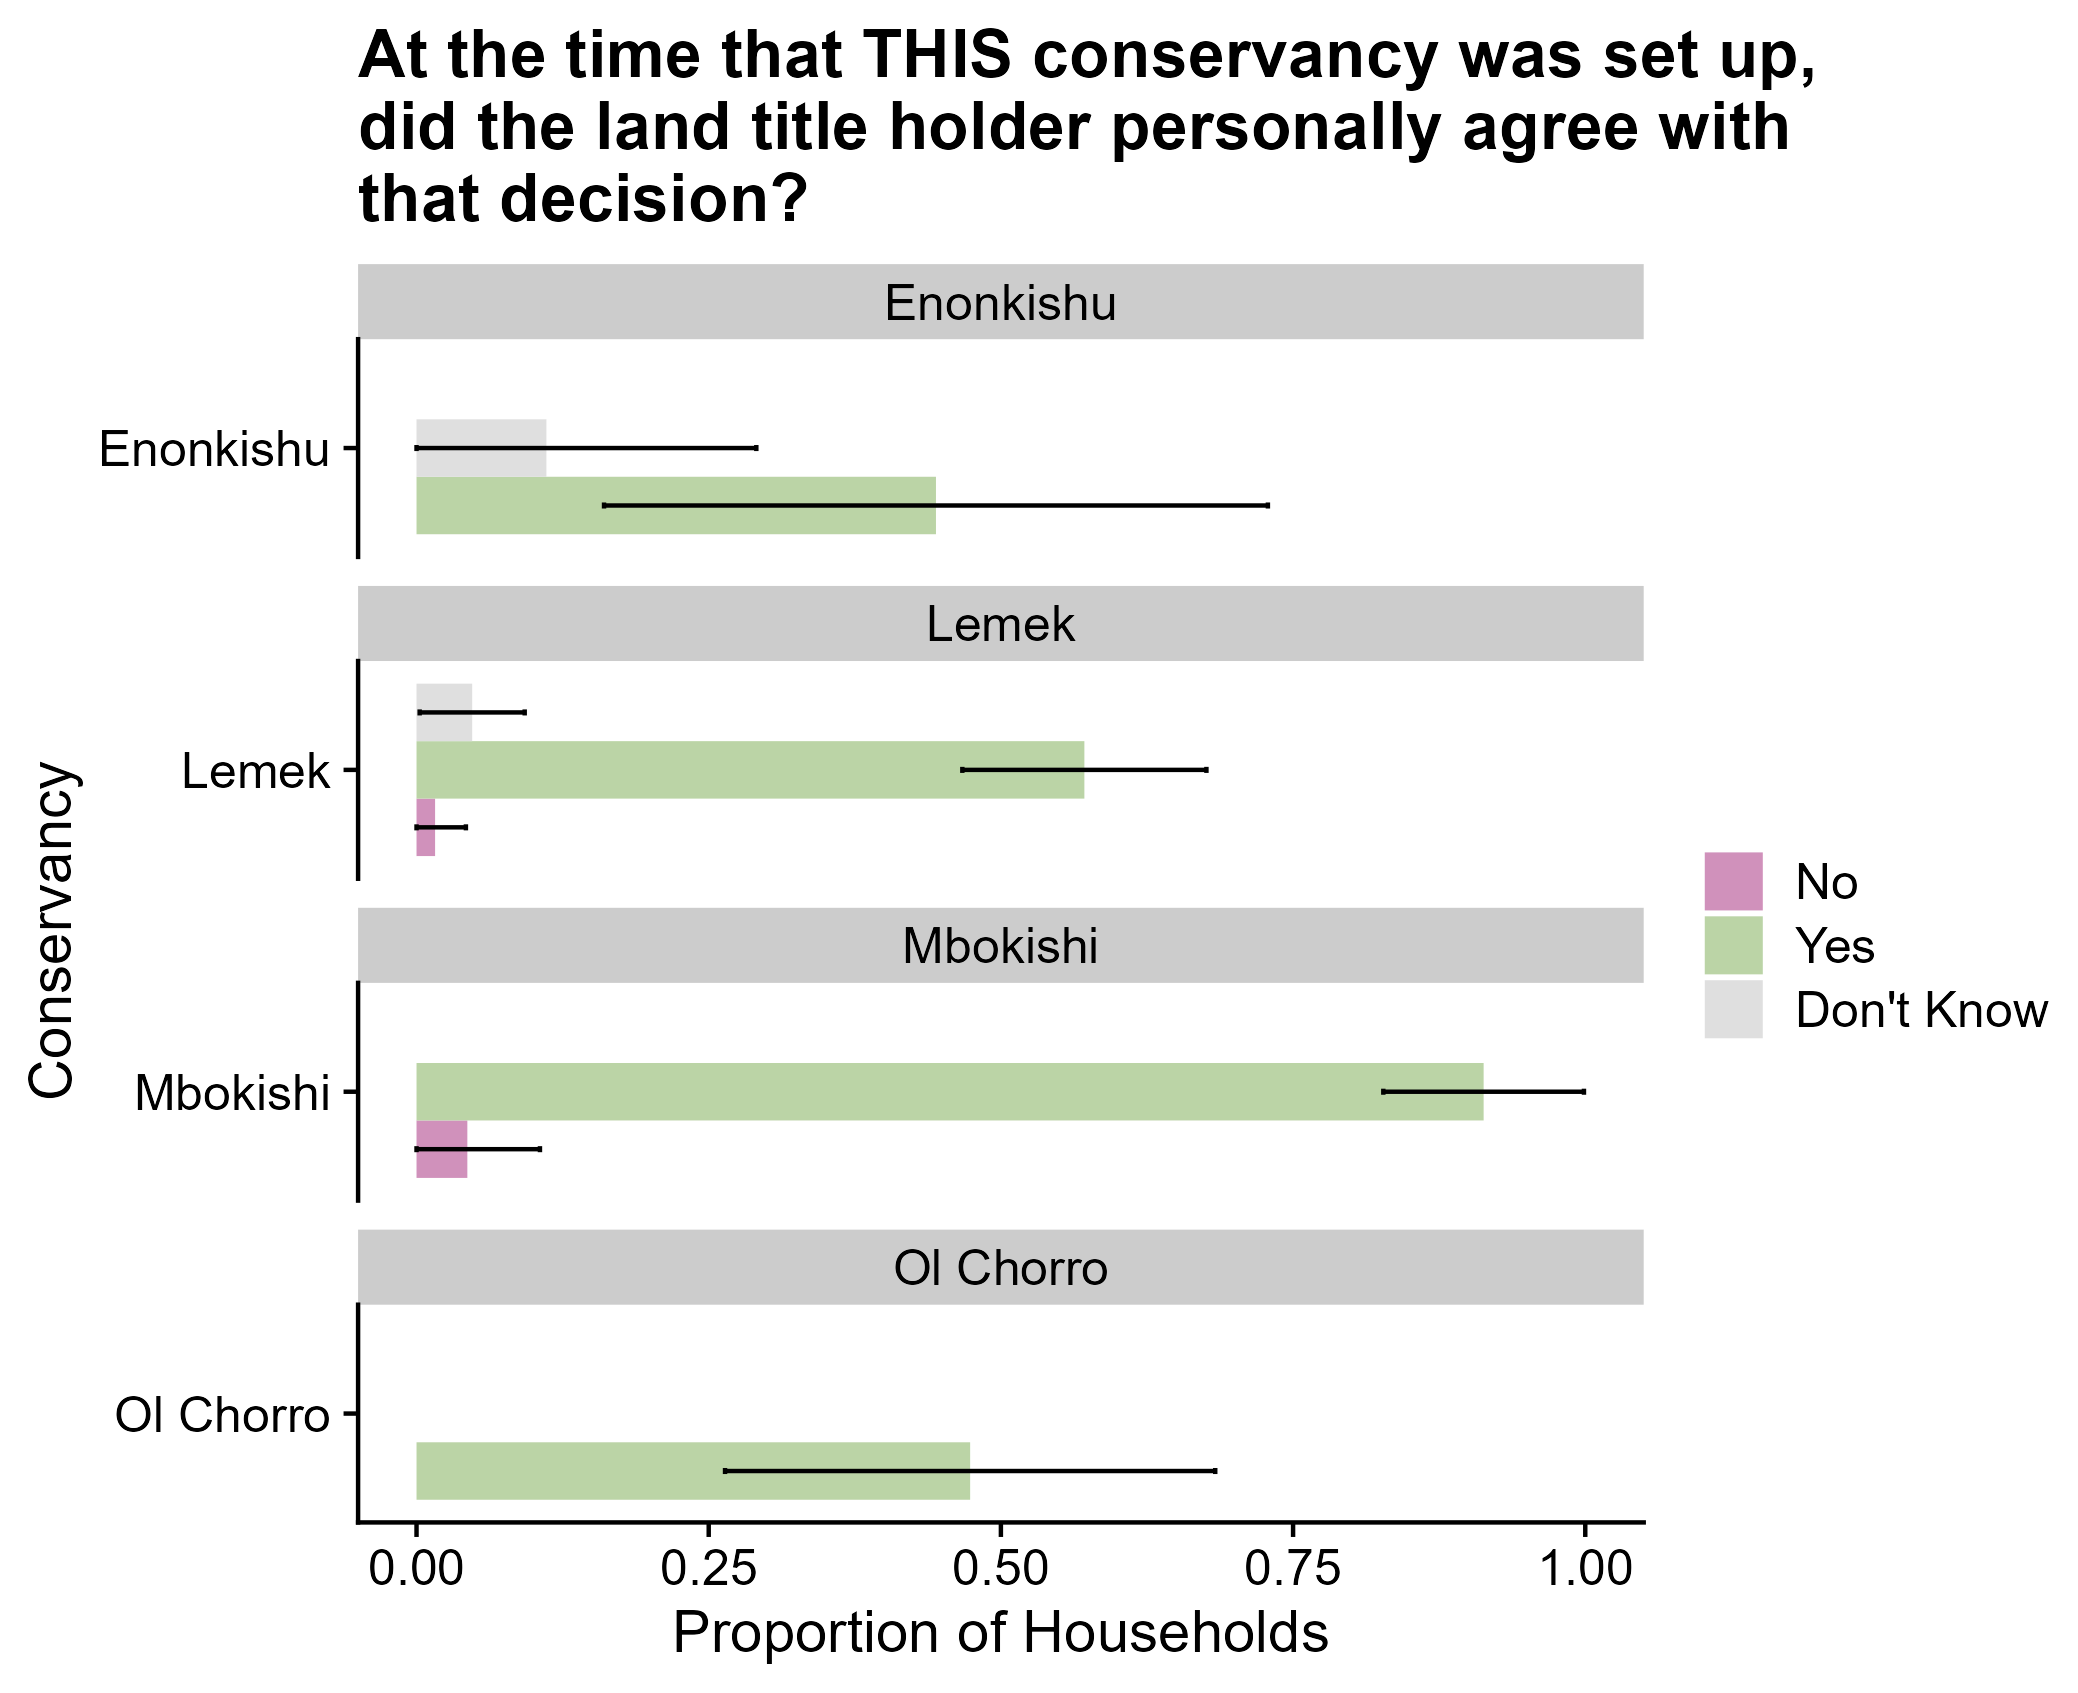 At the time that THIS conservancy was set up,
did the land title holder personally agree with
that decision?
Enonkishu
Enonkishu
Lemek
Lemek
Mbokishi
Mbokishi
Ol Chorro
Ol Chorro
Conservancy
0.00 0.25 0.50 0.75 1.00
Proportion of Households
No
Yes
Don't Know